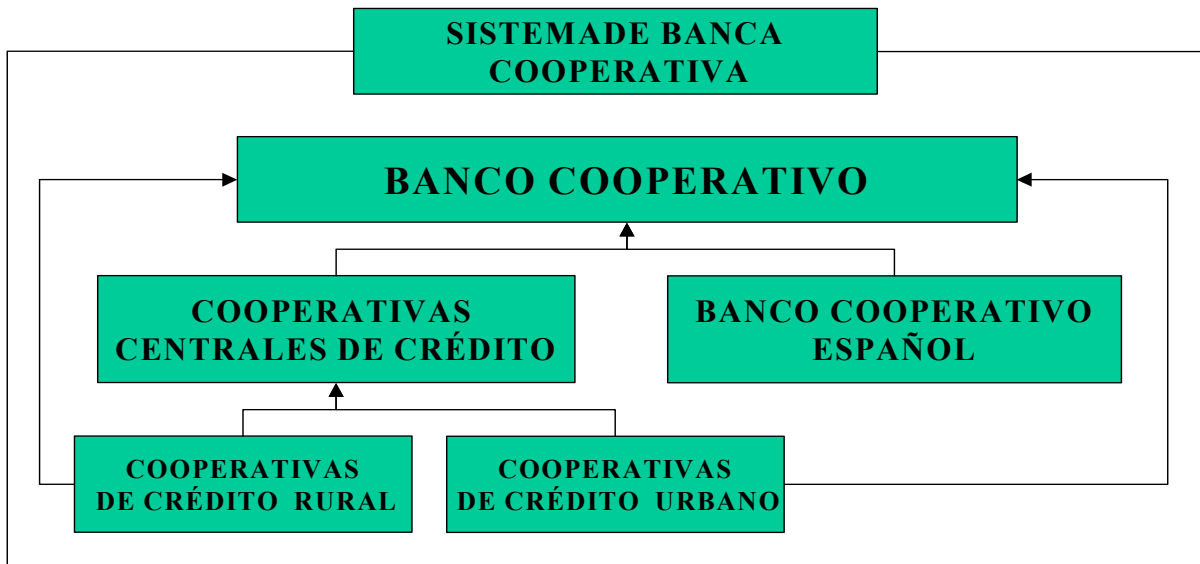 SISTEMADE BANCA
COOPERATIVA
BANCO COOPERATIVO
COOPERATIVAS
CENTRALES DE CRÉDITO
BANCO COOPERATIVO
ESPAÑOL
COOPERATIVAS
DE CRÉDITO RURAL
COOPERATIVAS
DE CRÉDITO URBANO